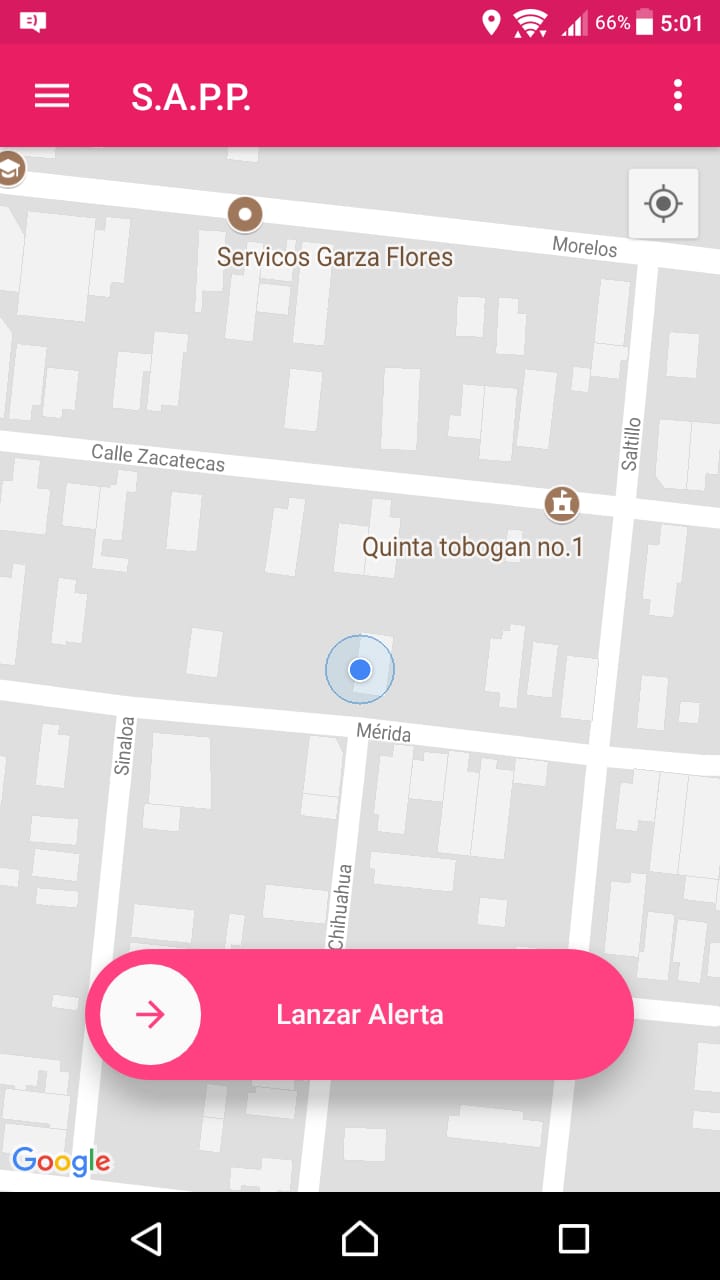 66% 5:01
S.A.P.P.
Morelos
Servicos Garza Flores
Saltillo
Calle Zacatecas
Quinta tobogan no.1
Mérida
Sinaloa
Chihuahua
Lanzar Alerta
Google